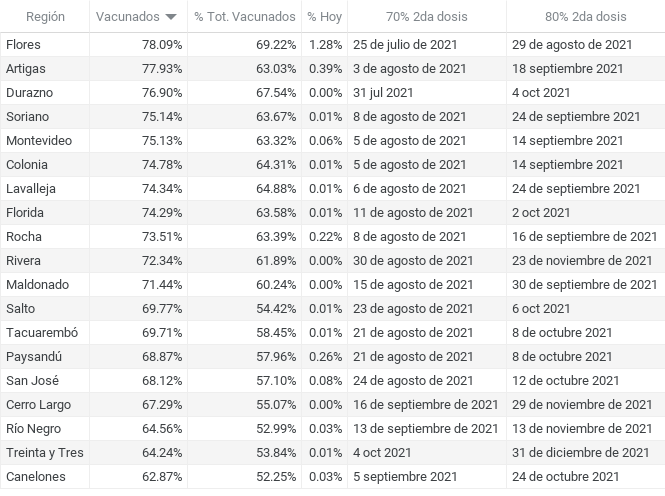 Región Vacunados % Tot. Vacunados % Hoy 70% 2da dosis 80% 2da dosis
Flores 78.09% 69.22% 1.28% 25 de julio de 2021 29 de agosto de 2021
Artigas 77.93% 63.03% 0.39% 3 de agosto de 2021 18 septiembre 2021
Durazno 76.90% 67.54% 0.00% 31 jul 2021 4 oct 2021
Soriano 75.14% 63.67% 0.01% 8 de agosto de 2021 24 de septiembre de 2021
Montevideo 75.13% 63.32% 0.06% 5 de agosto de 2021 14 septiembre 2021
Colonia 74.78% 64.31% 0.01% 5 de agosto de 2021 14 septiembre 2021
Lavalleja 74.34% 64.88% 0.01% 6 de agosto de 2021 24 de septiembre de 2021
Florida 74.29% 63.58% 0.01% 11 de agosto de 2021 2 oct 2021
Rocha 73.51% 63.39% 0.22% 8 de agosto de 2021 16 de septiembre de 2021
Rivera 72.34% 61.89% 0.00% 30 de agosto de 2021 23 de noviembre de 2021
Maldonado 71.44% 60.24% 0.00% 15 de agosto de 2021 30 de septiembre de 2021
Salto 69.77% 54.42% 0.01% 23 de agosto de 2021 6 oct 2021
Tacuarembó 69.71% 58.45% 0.01% 21 de agosto de 2021 8 de octubre 2021
Paysandú 68.87% 57.96% 0.26% 21 de agosto de 2021 8 de octubre 2021
San José 68.12% 57.10% 0.08% 24 de agosto de 2021 12 de octubre 2021
Cerro Largo 67.29% 55.07% 0.00% 16 de septiembre de 2021 29 de noviembre de 2021
Río Negro 64.56% 52.99% 0.03% 13 de septiembre de 2021 13 de noviembre de 2021
Treinta y Tres 64.24% 53.84% 0.01% 4 oct 2021 31 de diciembre de 2021
Canelones 62.87% 52.25% 0.03% 5 septiembre 2021 24 de octubre de 2021